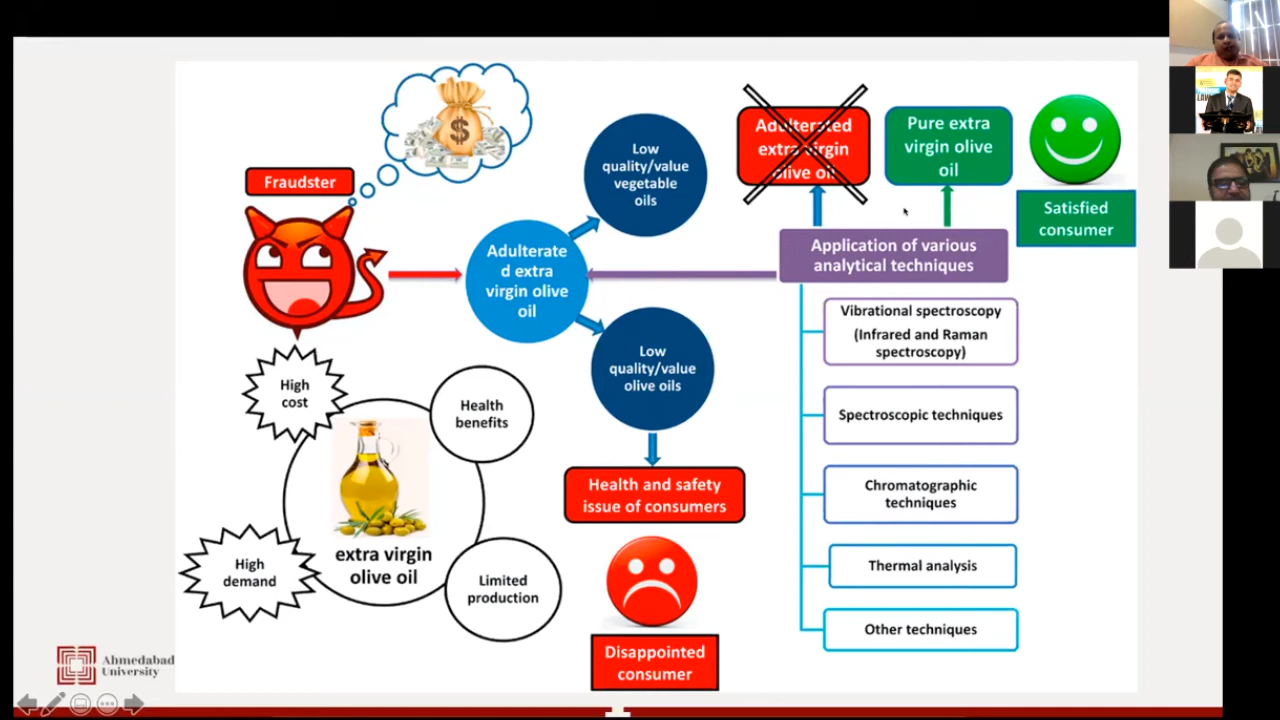 Fraudster
$
Low
quality/value
vegetable
oils
Adulterated
extra virgin
olive oil
Pure extra
virgin olive
oil
Satisfied
consumer
Adulterate
d extra
virgin olive
oil
Application of various
analytical techniques
Vibrational spectroscopy
(Infrared and Raman
spectroscopy)
Low
quality/value
olive oils
High
cost
Health
benefits
Spectroscopic techniques
Health and safety
issue of consumers
Chromatographic
techniques
extra virgin
olive oil
High
demand
Limited
production
Thermal analysis
Other techniques
Disappointed
consumer
Ahmedabad
University
LAW